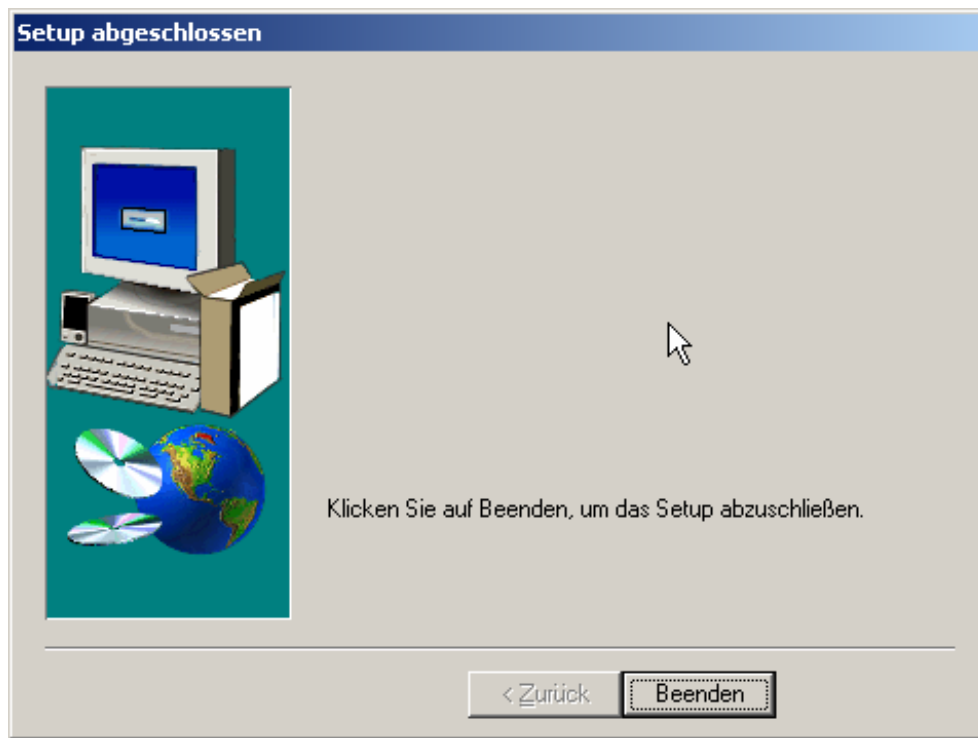 Setup abgeschlossen
Klicken Sie auf Beenden, um das Setup abzuschließen.
< Zurück
Beenden